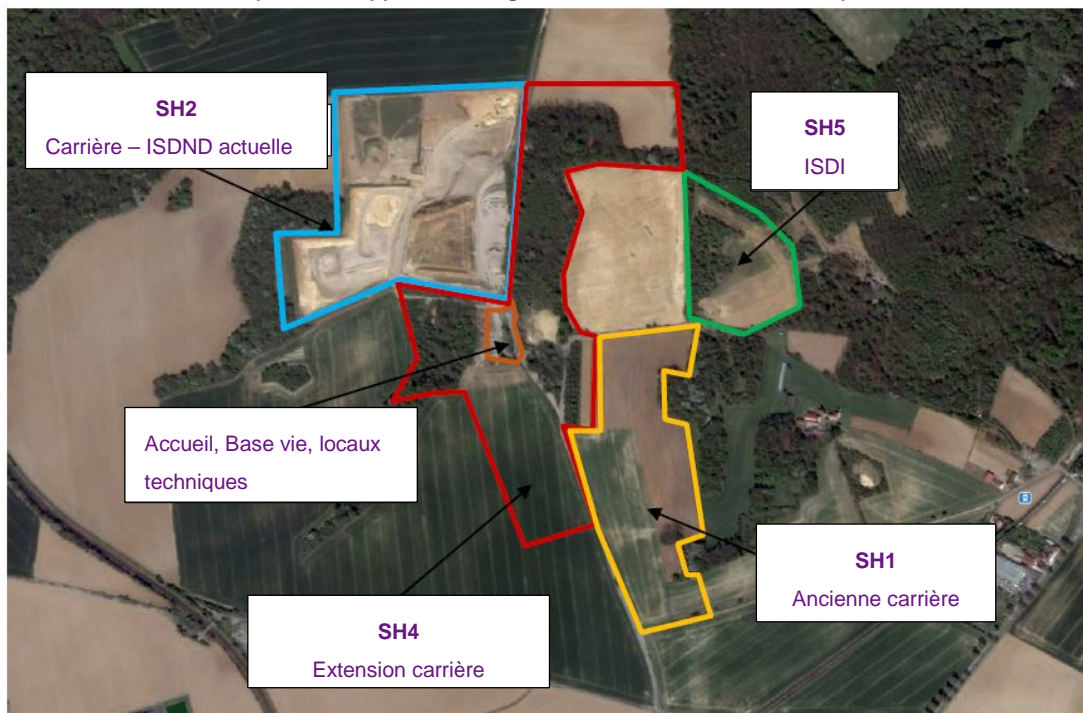 SH2
Carrière – ISDND actuelle
SH5
ISDI
Accueil, Base vie, locaux
techniques
SH1
Ancienne carrière
SH4
Extension carrière